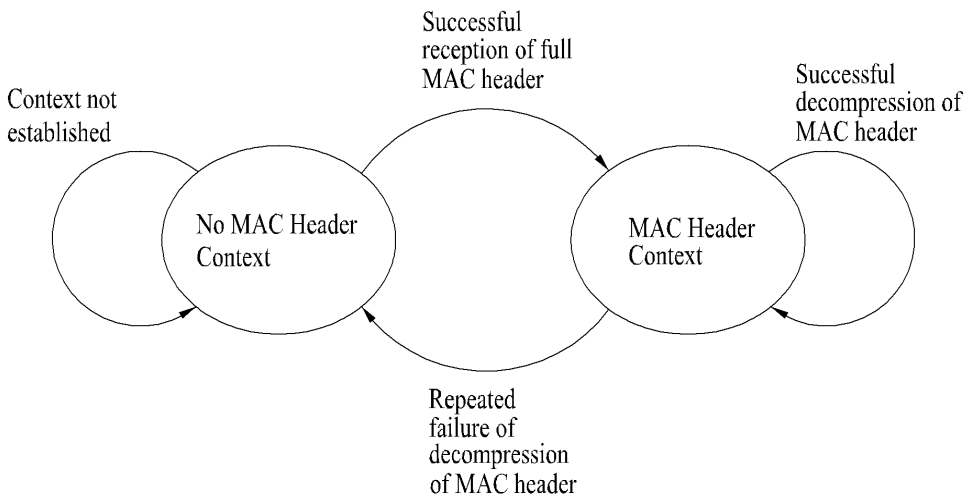 Successful
reception of full
MAC header
Successful
decompression of
MAC header
Context not
established
No MAC Header
Context
MAC Header
Context
Repeated
failure of
decompression
of MAC header